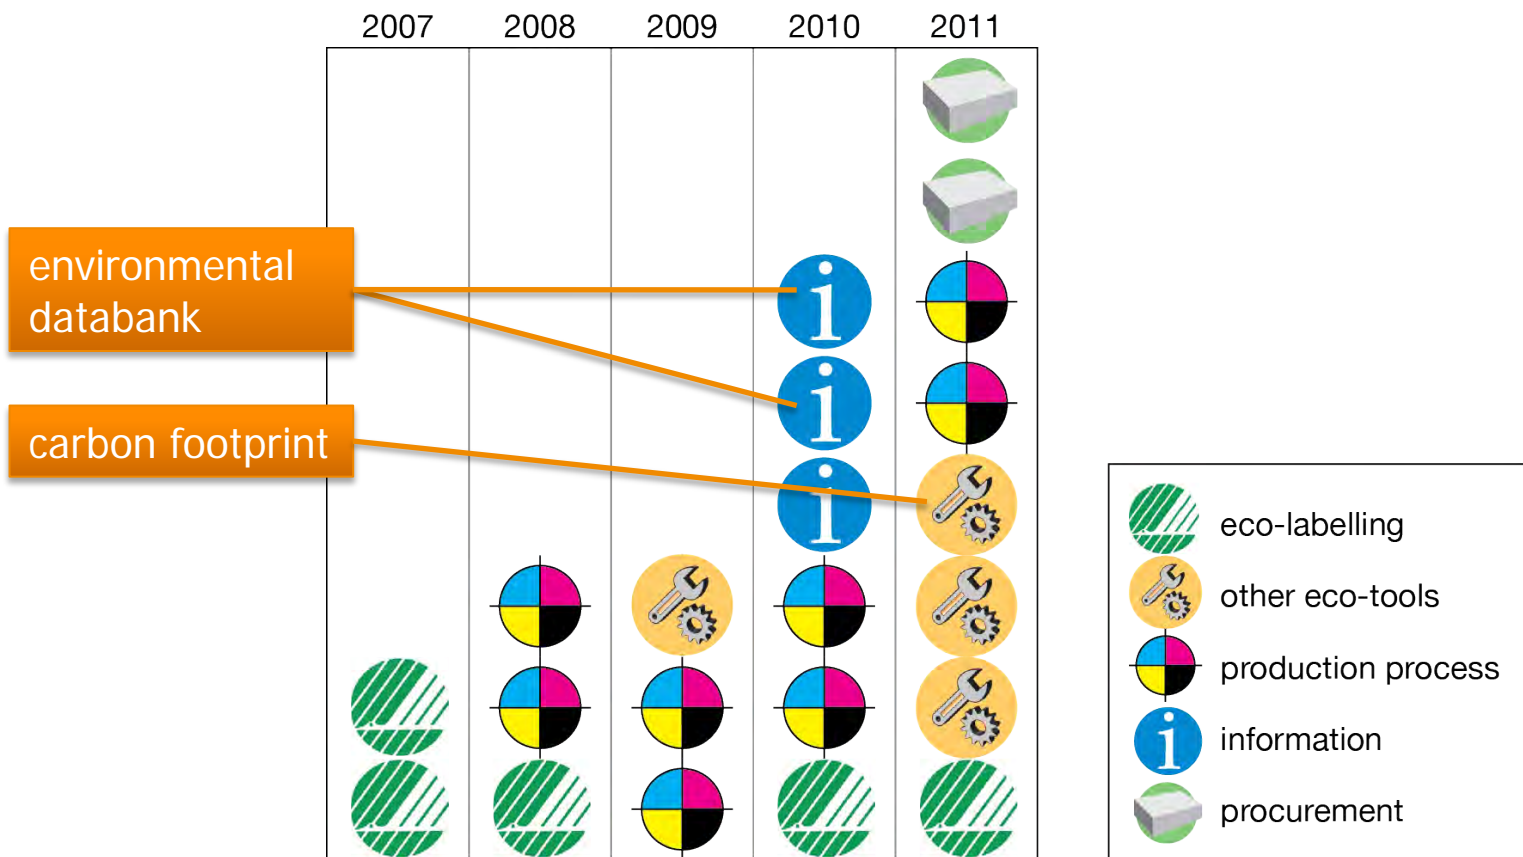 2007 2008 2009 2010 2011
environmental
databank
carbon footprint
eco-labelling
other eco-tools
production process
information
procurement